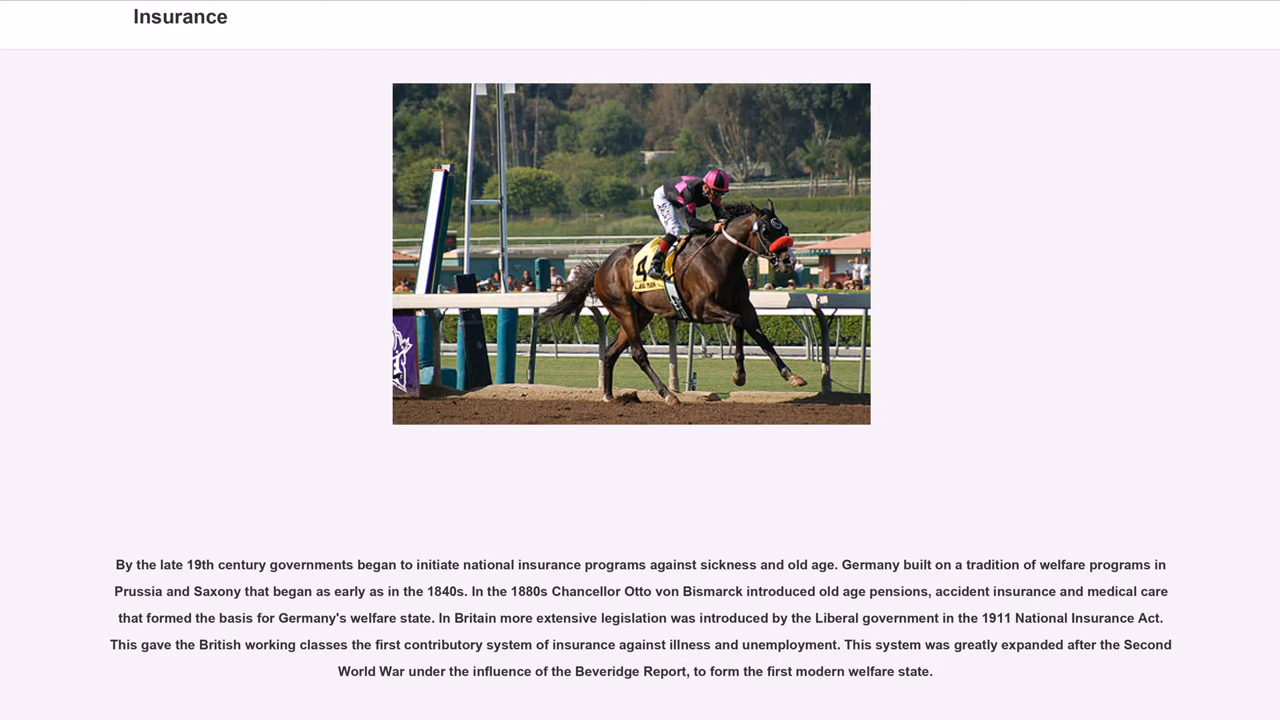 Insurance
4
By the late 19th century governments began to initiate national insurance programs against sickness and old age. Germany built on a tradition of welfare programs in
Prussia and Saxony that began as early as in the 1840s. In the 1880s Chancellor Otto von Bismarck introduced old age pensions, accident insurance and medical care
that formed the basis for Germany's welfare state. In Britain more extensive legislation was introduced by the Liberal government in the 1911 National Insurance Act.
This gave the British working classes the first contributory system of insurance against illness and unemployment. This system was greatly expanded after the Second
World War under the influence of the Beveridge Report, to form the first modern welfare state.